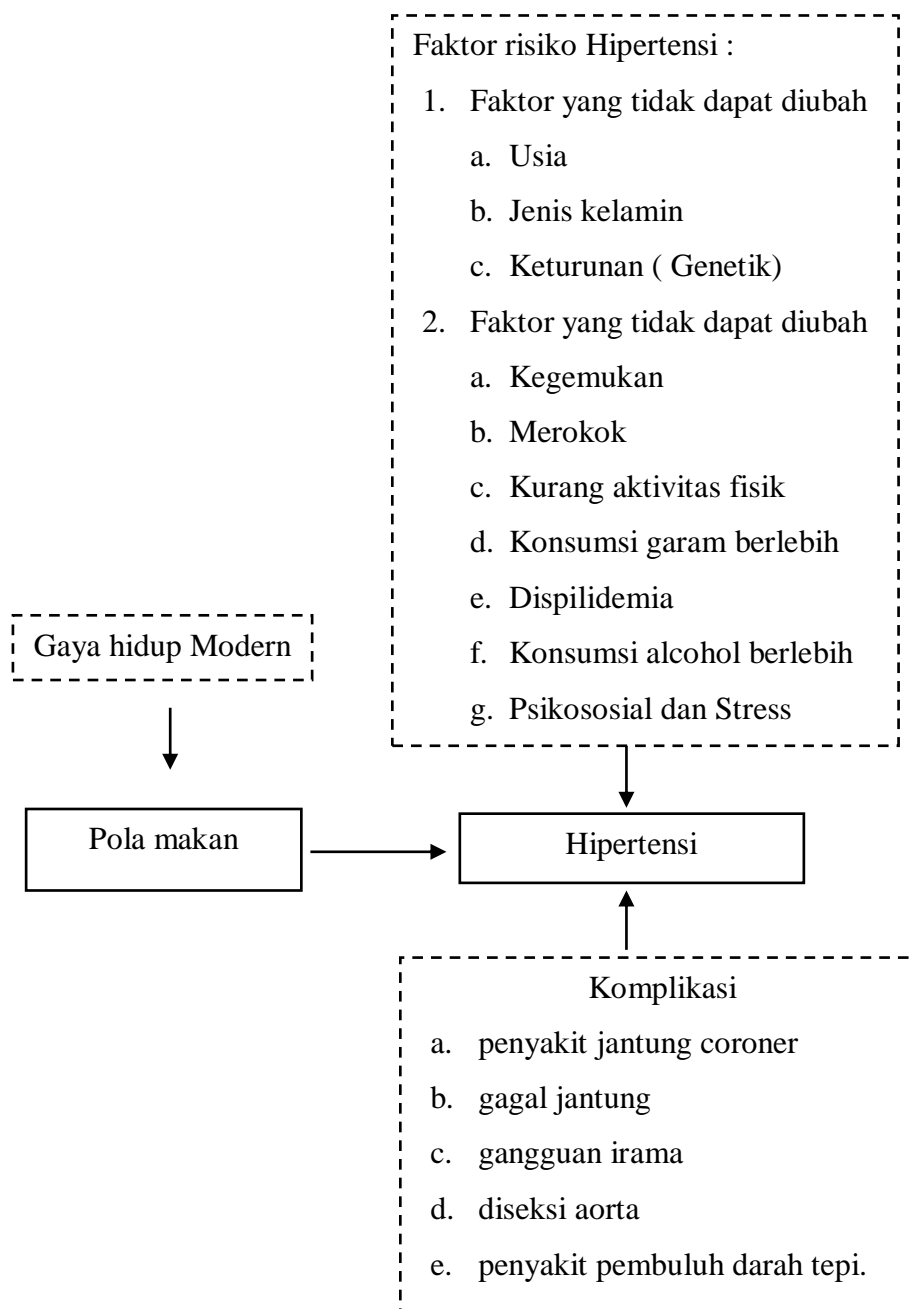 Faktor risiko Hipertensi :
1. Faktor yang tidak dapat diubah
a. Usia
b. Jenis kelamin
c. Keturunan ( Genetik)
2. Faktor yang tidak dapat diubah
a. Kegemukan
b. Merokok
c. Kurang aktivitas fisik
d. Konsumsi garam berlebih
e. Dispilidemia
f. Konsumsi alcohol berlebih
g. Psikososial dan Stress
Gaya hidup Modern
Pola makan
Hipertensi
Komplikasi
a. penyakit jantung coroner
b. gagal jantung
c. gangguan irama
d. diseksi aorta
e. penyakit pembuluh darah tepi.